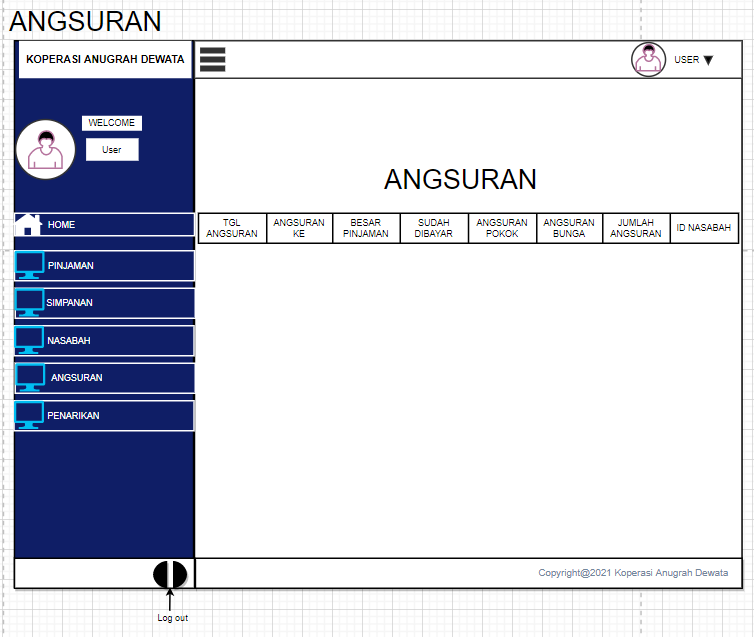 ANGSURAN
KOPERASI ANUGRAH DEWATA
USER
WELCOME
User
HOME
PINJAMAN
SIMPANAN
NASABAH
ANGSURAN
PENARIKAN
ANGSURAN
TGL
ANGSURAN
ANGSURAN
KE
BESAR
PINJAMAN
SUDAH
DIBAYAR
ANGSURAN
POKOK
ANGSURAN
BUNGA
JUMLAH
ANGSURAN
ID NASABAH
Copyright@2021 Koperasi Anugrah Dewata
Log out